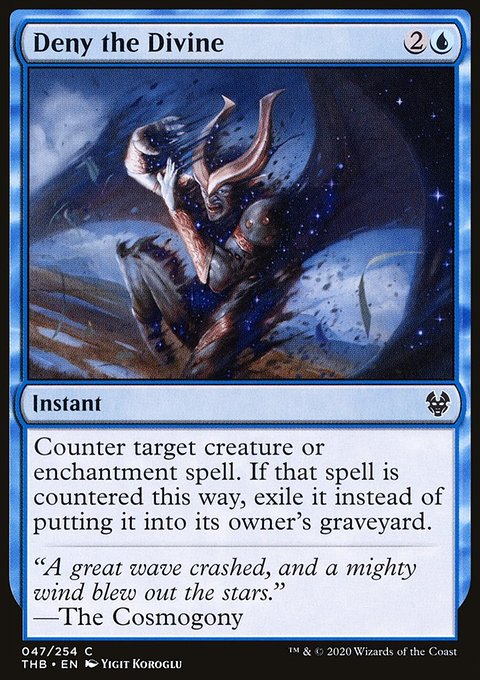 Deny the Divine 2
Instant
Counter target creature or
enchantment spell. If that spell is
countered this way, exile it instead of
putting it into its owner's graveyard.
“A great wave crashed, and a mighty
wind blew out the stars.”
—The Cosmogony
047/254 C
THB • EN Yigit Koroglu
™ & © 2020 Wizards of the Coast